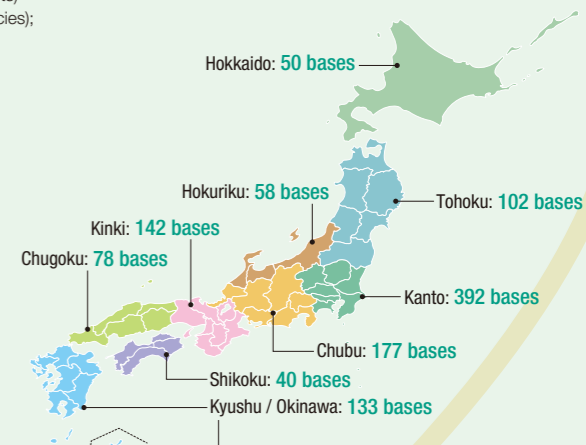 cies);
Hokkaido: 50 bases
Hokuriku: 58 bases
Tohoku: 102 bases
Kinki: 142 bases
Chugoku: 78 bases
Kanto: 392 bases
Chubu: 177 bases
Shikoku: 40 bases
Kyushu / Okinawa: 133 bases